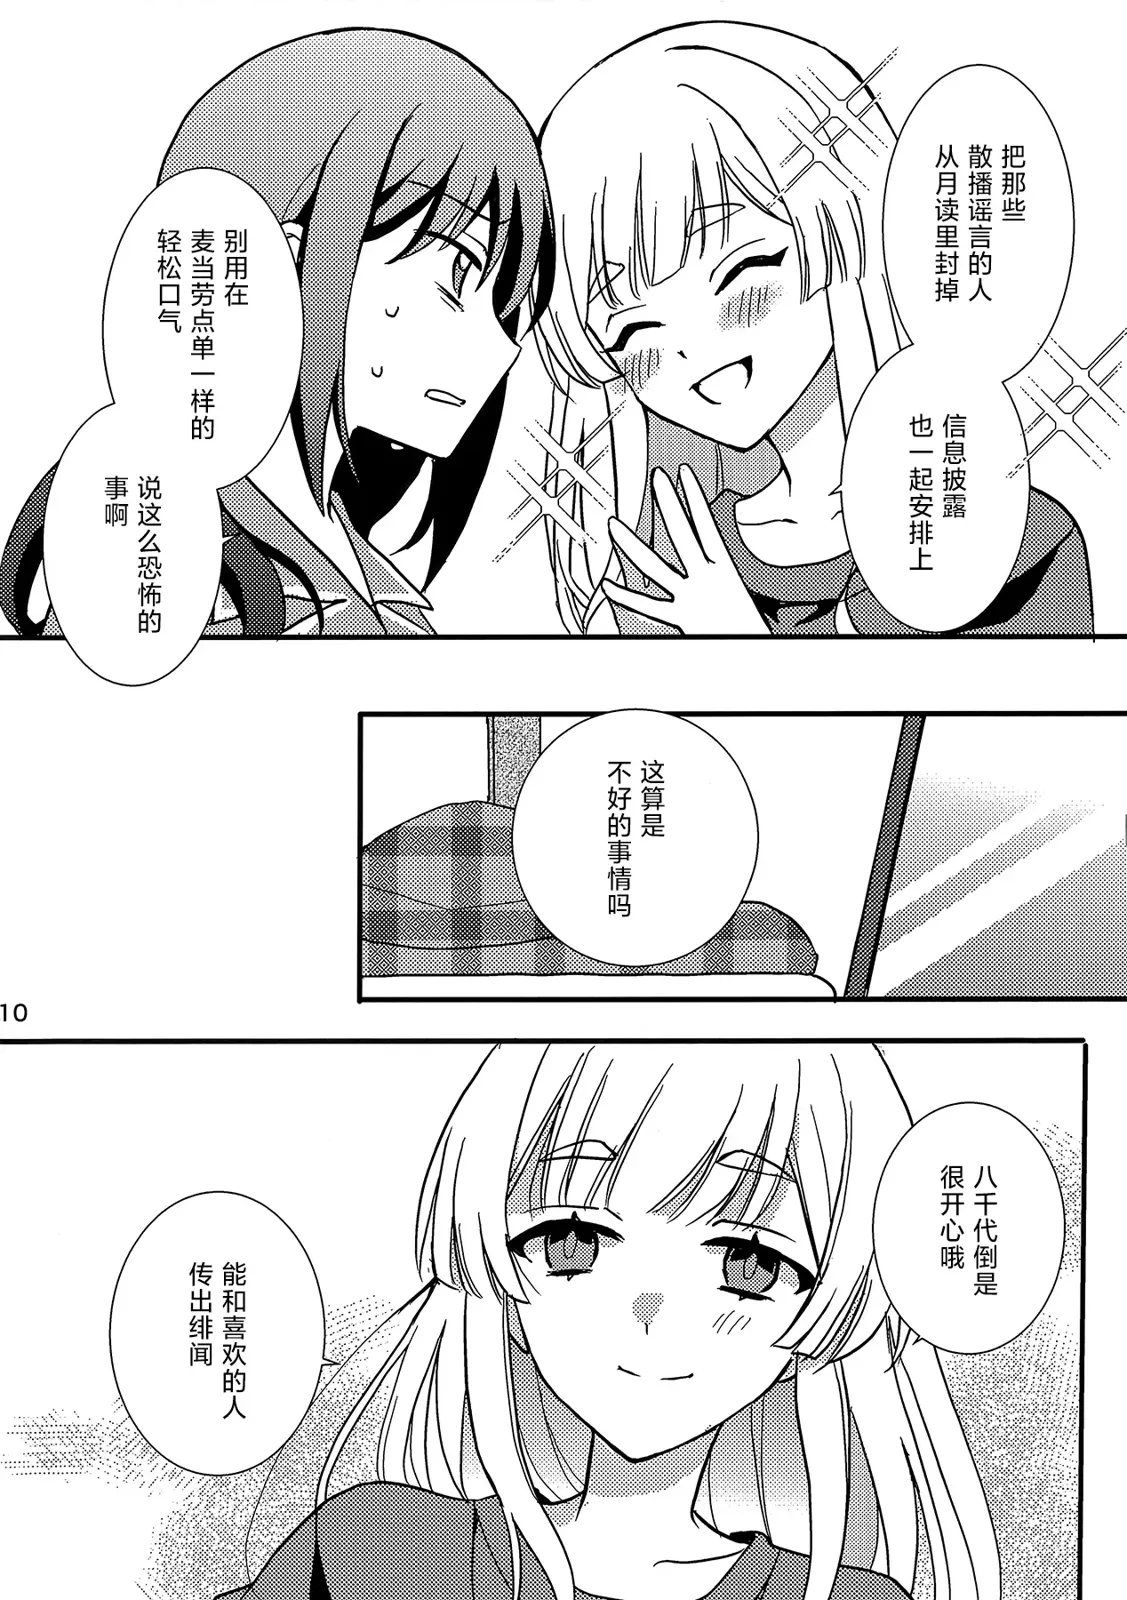 把那些
散播谣言的人
从月读里封掉
信息披露
也一起安排上
别用在
麦当劳点单一样的
轻松口气
说这么恐怖的
事啊
这算是
不好的事情吗
10
八千代倒是
很开心哦
能和喜欢的人
传出绯闻